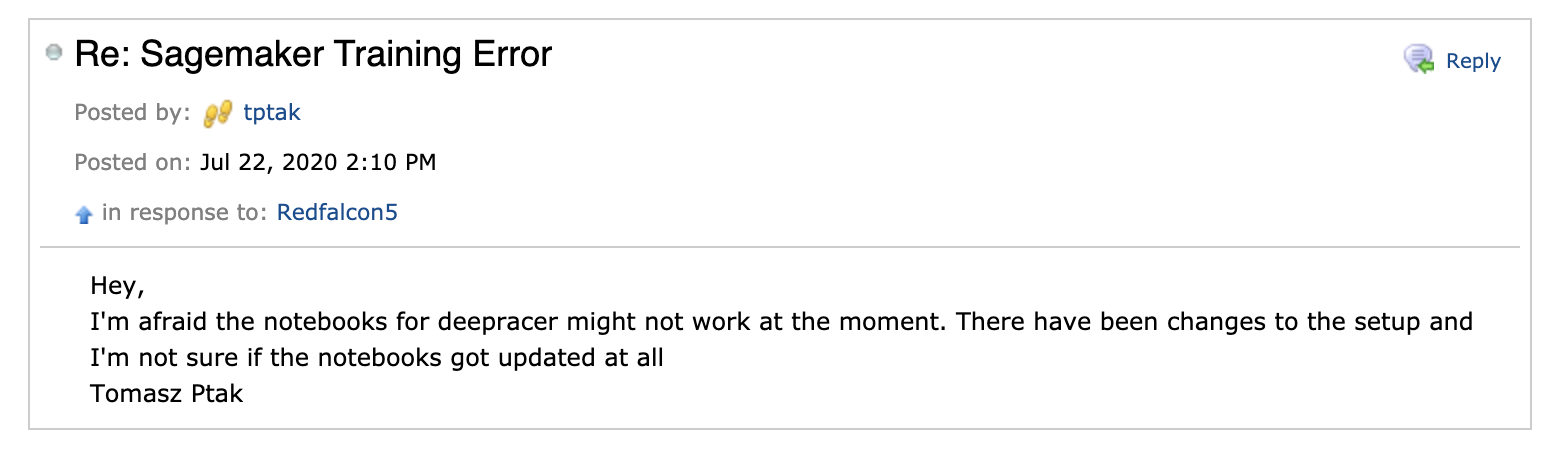 Re: Sagemaker Training Error
Reply
Posted by: tptak
Posted on: Jul 22, 2020 2:10 PM
in response to: Redfalcon5
Hey,
I'm afraid the notebooks for deepracer might not work at the moment. There have been changes to the setup and
I'm not sure if the notebooks got updated at all
Tomasz Ptak